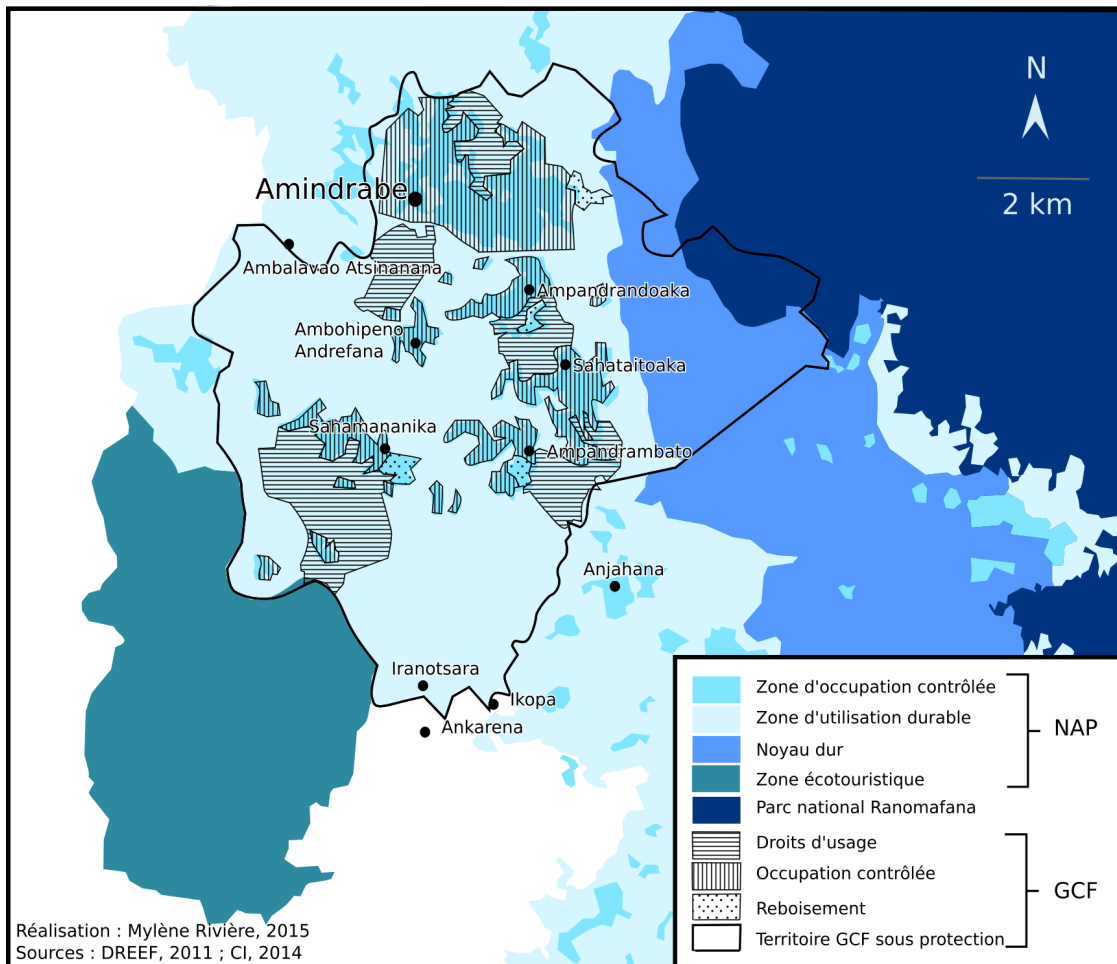 N
2 km
Amindrabe
Ambalavao Atsinanana
Ampandrandoaka
Ambohipeno
Andrefana
Sahataitoaka
Sahamananika
Ampandrambato
Anjahana
Iranotsara
Ikopa
Ankarena
Zone d'occupation contrôlée
Zone d'utilisation durable
Noyau dur
Zone écotouristique
NAP
Parc national Ranomafana
Droits d'usage
Occupation contrôlée
Reboisement
Territoire GCF sous protection
GCF
Réalisation : Mylène Rivière, 2015
Sources : DREEF, 2011 ; CI, 2014